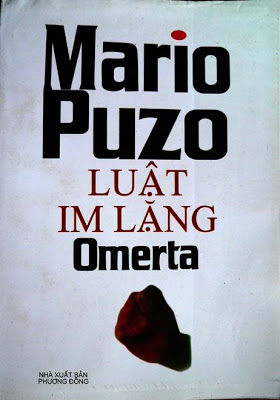 Mario
Puzo
LUẬT
IM LẶNG
Omerta
NHÀ XUẤT BẢN
PHƯƠNG ĐÔNG